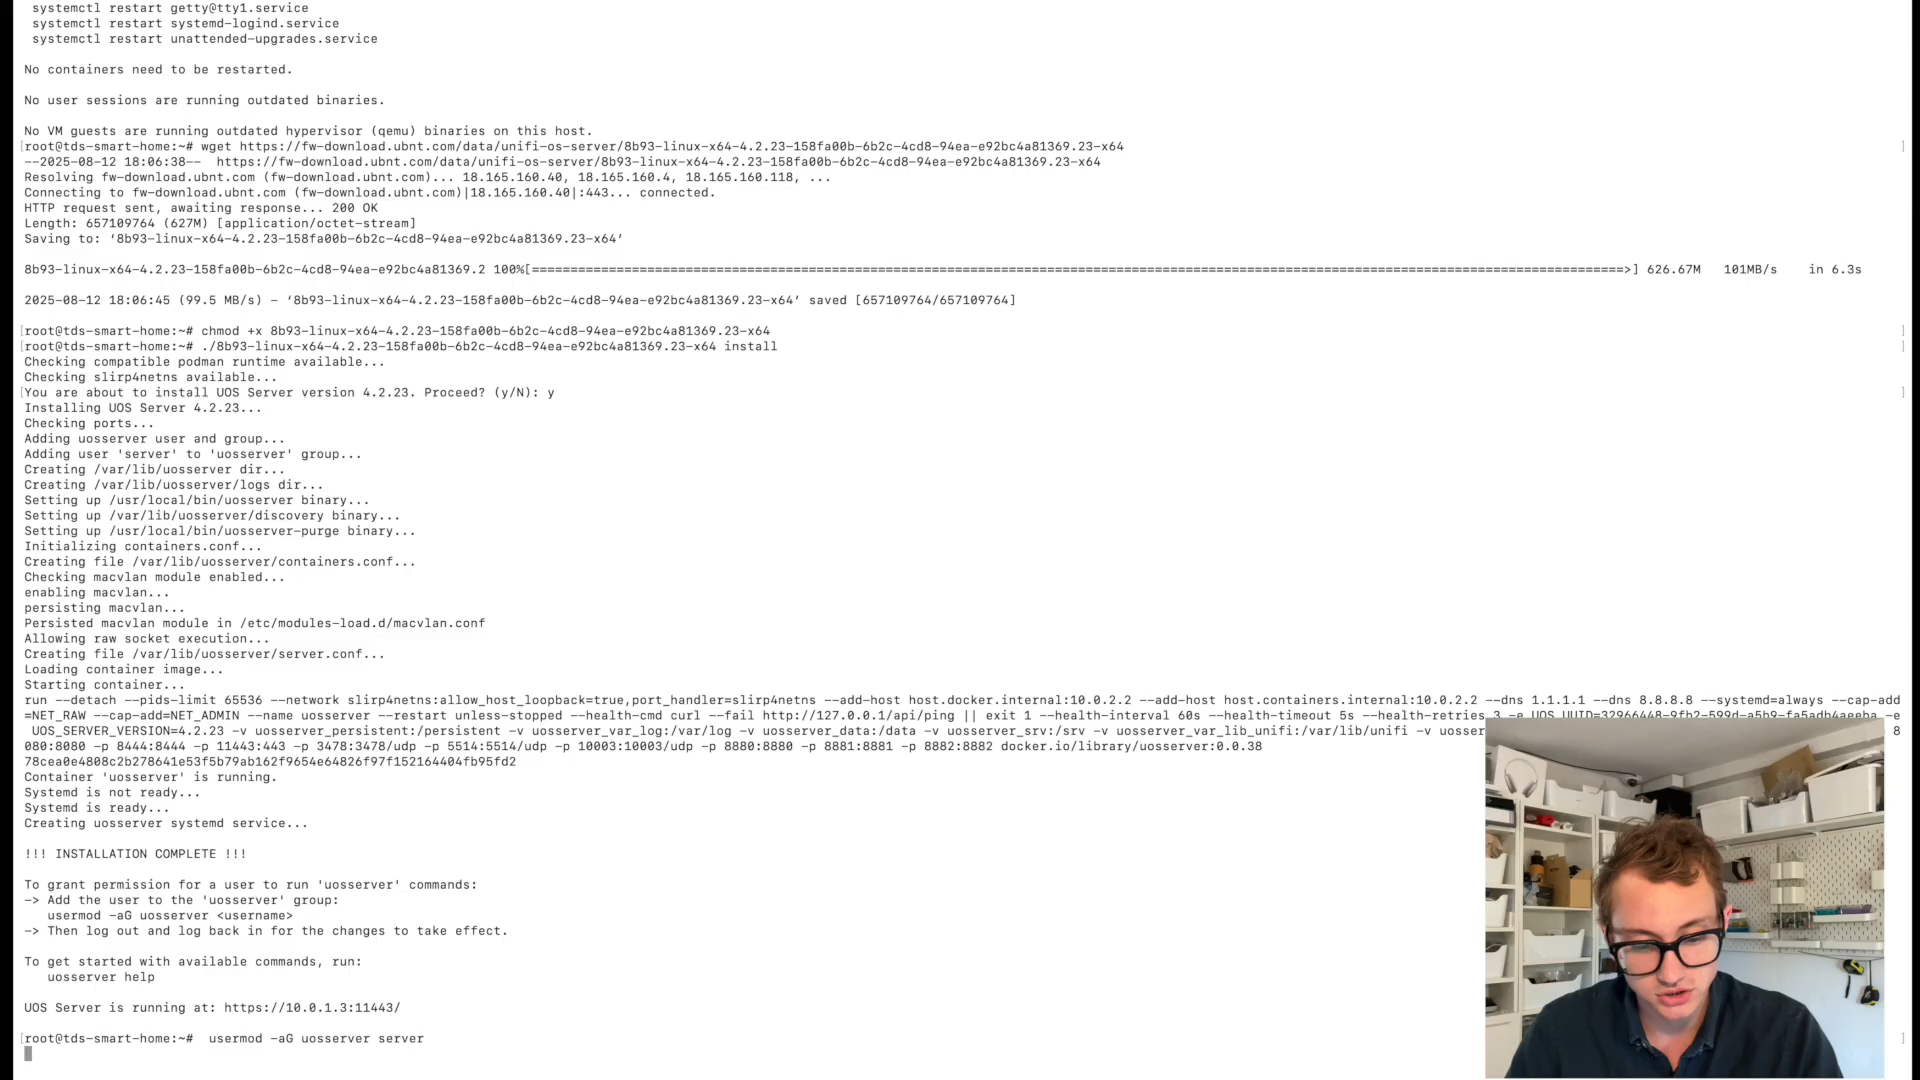 systemctl restart getty@tty1.service
systemctl restart systemd-logind.service
systemctl restart unattended-upgrades.service
No containers need to be restarted.
No user sessions are running outdated binaries.
No VM guests are running outdated hypervisor (qemu) binaries on this host.
[root@tds-smart-home:~# wget https://fw-download.ubnt.com/data/unifi-os-server/8b93-linux-x64-4.2.23-158fa00b-6b2c-4cd8-94ea-e92bc4a81369.23-x64 ]
--2025-08-12 18:06:38-- https://fw-download.ubnt.com/data/unifi-os-server/8b93-linux-x64-4.2.23-158fa00b-6b2c-4cd8-94ea-e92bc4a81369.23-x64
Resolving fw-download.ubnt.com (fw-download.ubnt.com)... 18.165.160.40, 18.165.160.4, 18.165.160.118, ...
Connecting to fw-download.ubnt.com (fw-download.ubnt.com)|18.165.160.40|:443... connected.
HTTP request sent, awaiting response... 200 OK
Length: 657109764 (627M) [application/octet-stream]
Saving to: ‘8b93-linux-x64-4.2.23-158fa00b-6b2c-4cd8-94ea-e92bc4a81369.23-x64’
8b93-linux-x64-4.2.23-158fa00b-6b2c-4cd8-94ea-e92bc4a81369.2 100%[==============================================>] 626.67M 101MB/s in 6.3s
2025-08-12 18:06:45 (99.5 MB/s) - ‘8b93-linux-x64-4.2.23-158fa00b-6b2c-4cd8-94ea-e92bc4a81369.23-x64’ saved [657109764/657109764]
[root@tds-smart-home:~# chmod +x 8b93-linux-x64-4.2.23-158fa00b-6b2c-4cd8-94ea-e92bc4a81369.23-x64 ]
[root@tds-smart-home:~# ./8b93-linux-x64-4.2.23-158fa00b-6b2c-4cd8-94ea-e92bc4a81369.23-x64 install ]
Checking compatible podman runtime available...
Checking slirp4netns available...
[You are about to install UOS Server version 4.2.23. Proceed? (y/N): y ]
Installing UOS Server 4.2.23...
Checking ports...
Adding uosserver user and group...
Adding user 'server' to 'uosserver' group...
Creating /var/lib/uosserver dir...
Creating /var/lib/uosserver/logs dir...
Setting up /usr/local/bin/uosserver binary...
Setting up /var/lib/uosserver/discovery binary...
Setting up /usr/local/bin/uosserver-purge binary...
Initializing containers.conf...
Creating file /var/lib/uosserver/containers.conf...
Checking macvlan module enabled...
enabling macvlan...
persisting macvlan...
Persisted macvlan module in /etc/modules-load.d/macvlan.conf
Allowing raw socket execution...
Creating file /var/lib/uosserver/server.conf...
Loading container image...
Starting container...
run --detach --pids-limit 65536 --network slirp4netns:allow_host_loopback=true,port_handler=slirp4netns --add-host host.docker.internal:10.0.2.2 --add-host host.containers.internal:10.0.2.2 --dns 1.1.1.1 --dns 8.8.8.8 --systemd=always --cap-add
=NET_RAW --cap-add=NET_ADMIN --name uosserver --restart unless-stopped --health-cmd curl --fail http://127.0.0.1/api/ping || exit 1 --health-interval 60s --health-timeout 5s --health-retries 3 -e
UOS_SERVER_VERSION=4.2.23 -v uosserver_persistent:/persistent -v uosserver_var_log:/var/log -v uosserver_data:/data -v uosserver_srv:/srv -v uosserver_var_lib_unifi:/var/lib/unifi -v 8
080:8080 -p 8444:8444 -p 11443:443 -p 3478:3478/udp -p 5514:5514/udp -p 10003:10003/udp -p 8880:8880 -p 8881:8881 -p 8882:8882 docker.io/library/uosserver:0.0.38
78cea0e4808c2b278641e53f5b79ab162f9654e64826f97f152164404fb95fd2
Container 'uosserver' is running.
Systemd is not ready...
Systemd is ready...
Creating uosserver systemd service...
!!! INSTALLATION COMPLETE !!!
To grant permission for a user to run 'uosserver' commands:
-> Add the user to the 'uosserver' group:
usermod -aG uosserver <username>
-> Then log out and log back in for the changes to take effect.
To get started with available commands, run:
uosserver help
UOS Server is running at: https://10.0.1.3:11443/
[root@tds-smart-home:~# usermod -aG uosserver server ]